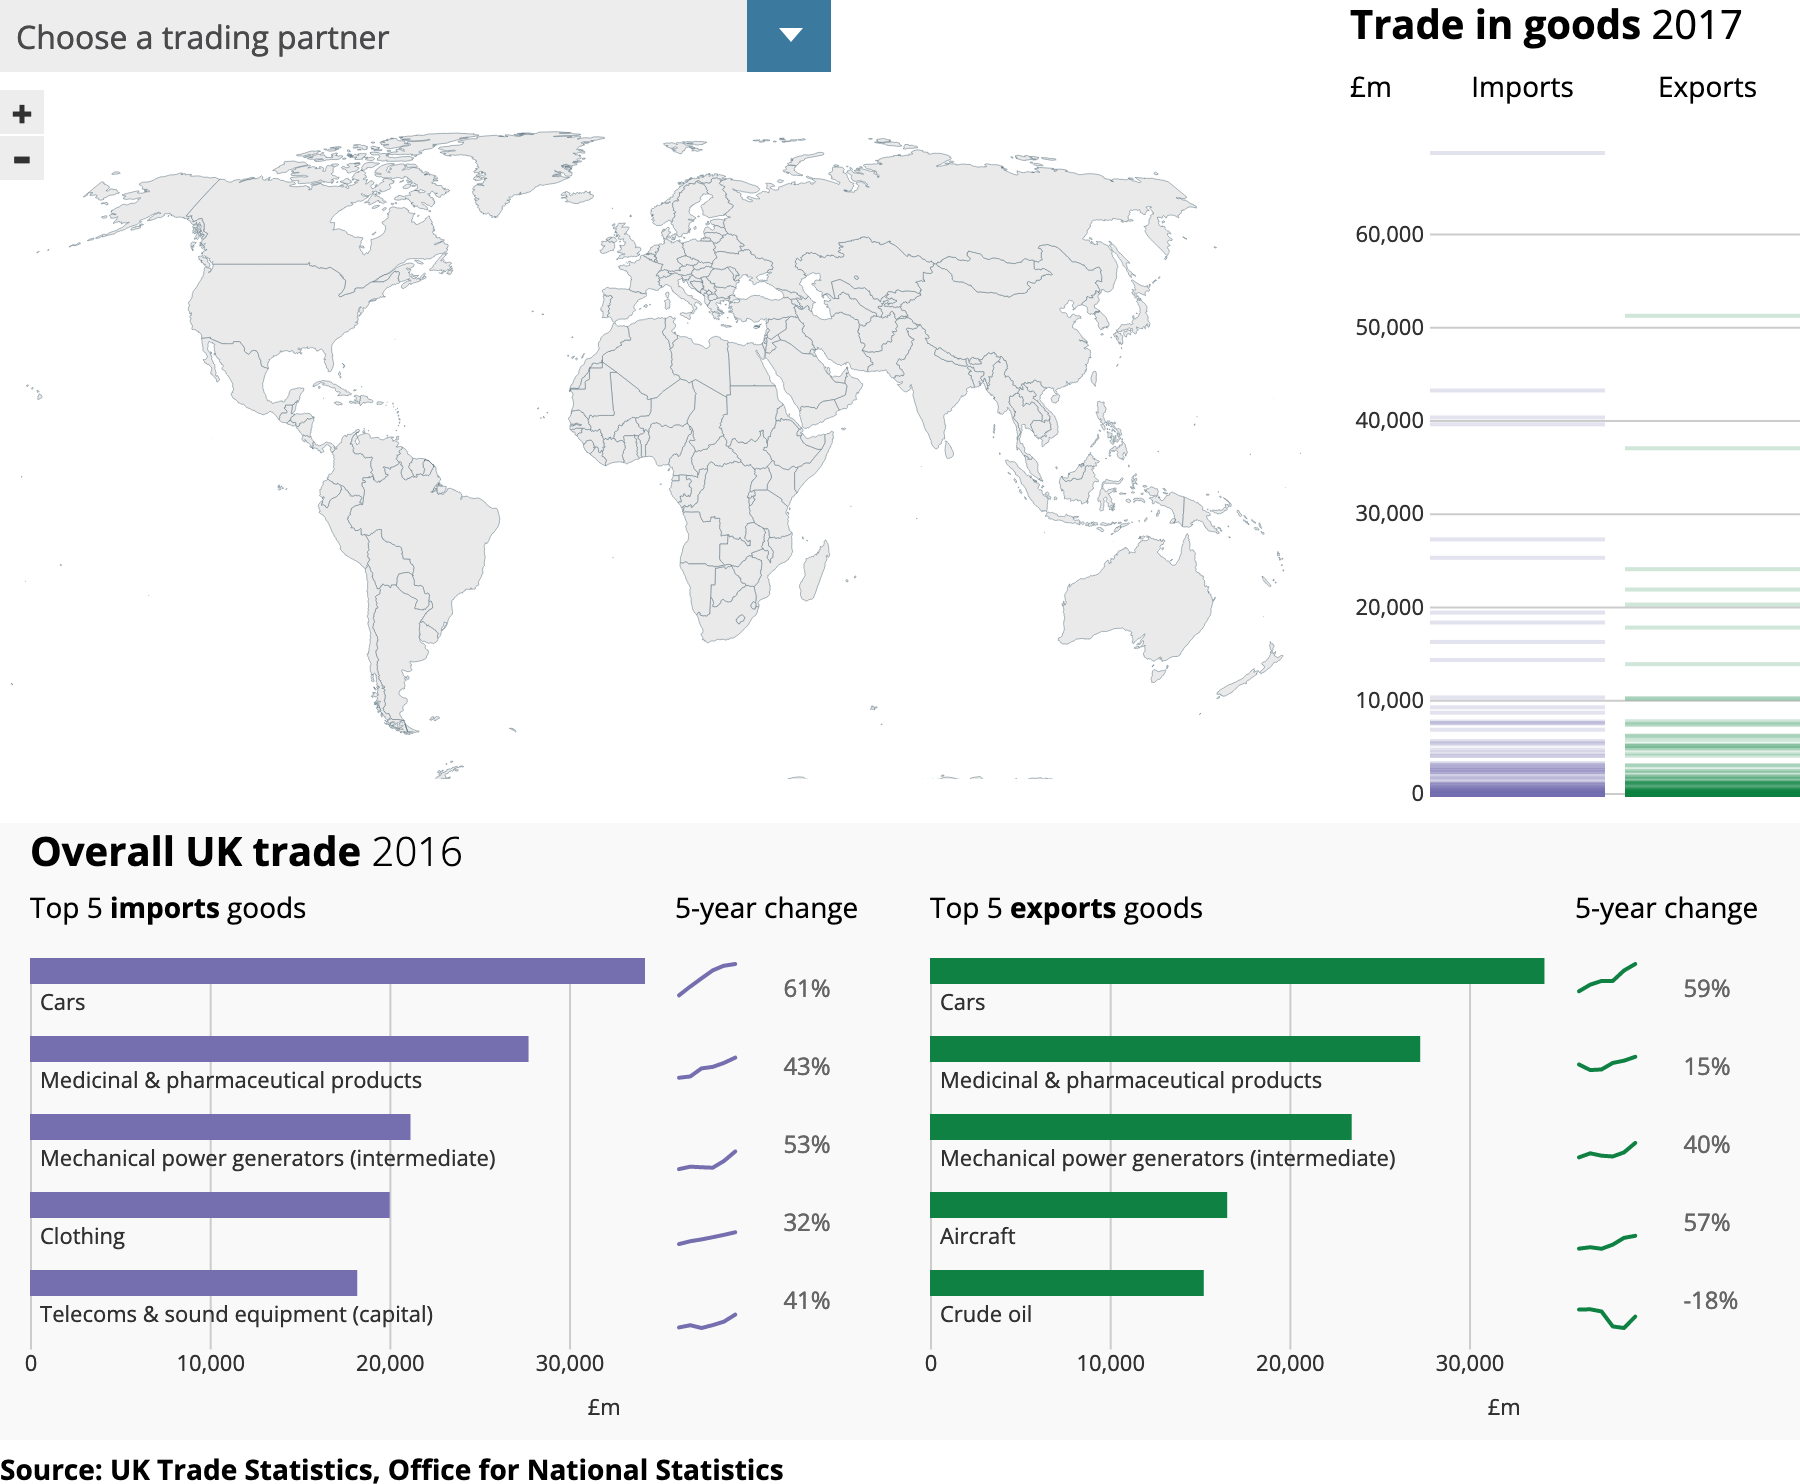 Choose a trading partner
+
-
Trade in goods 2017
£m Imports Exports
60,000
50,000
40,000
30,000
20,000
10,000
0
Overall UK trade 2016
Top 5 imports goods 5-year change
Cars 61%
Medicinal & pharmaceutical products 43%
Mechanical power generators (intermediate) 53%
Clothing 32%
Telecoms & sound equipment (capital) 41%
0 10,000 20,000 30,000
£m
Top 5 exports goods 5-year change
Cars 59%
Medicinal & pharmaceutical products 15%
Mechanical power generators (intermediate) 40%
Aircraft 57%
Crude oil -18%
0 10,000 20,000 30,000
£m
Source: UK Trade Statistics, Office for National Statistics